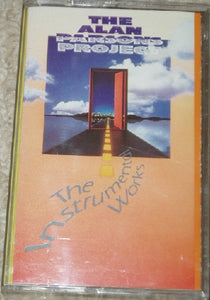 THE
ALAN
PARSONS
PROJECT
The
Instrumental
Works